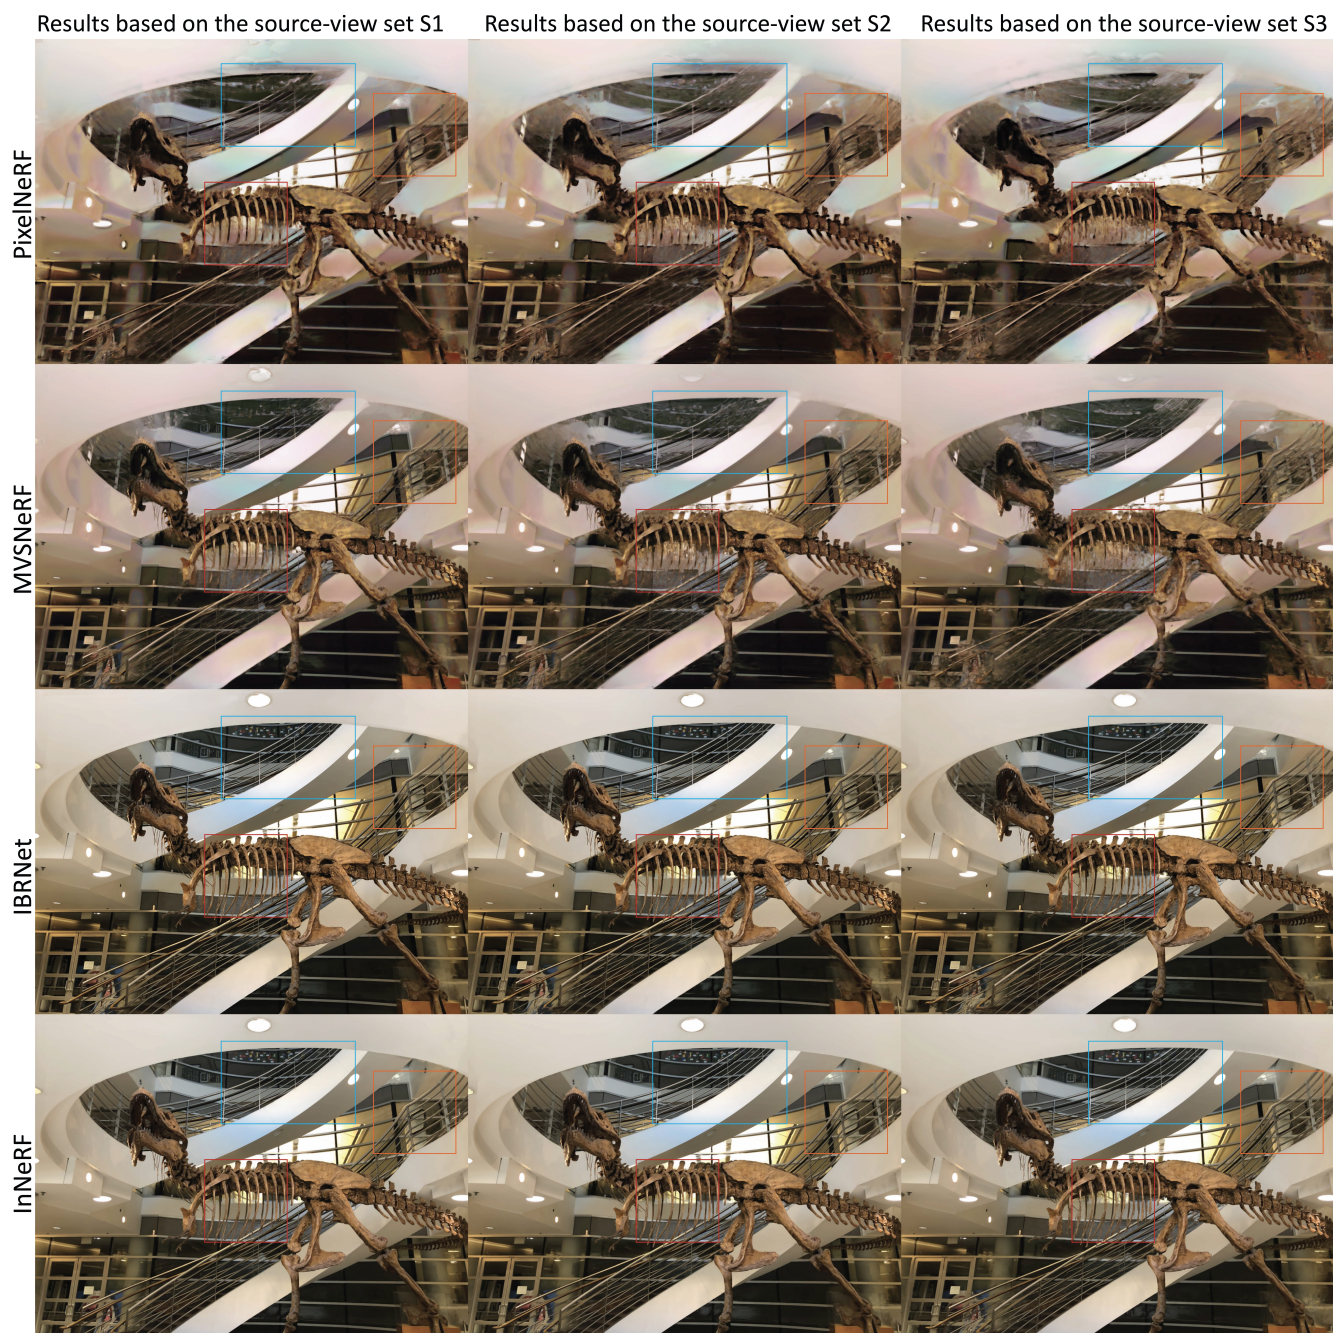 Results based on the source-view set S1
Results based on the source-view set S2
Results based on the source-view set S3
PixelNeRF
MVSNeRF
IBRNet
InNeRF